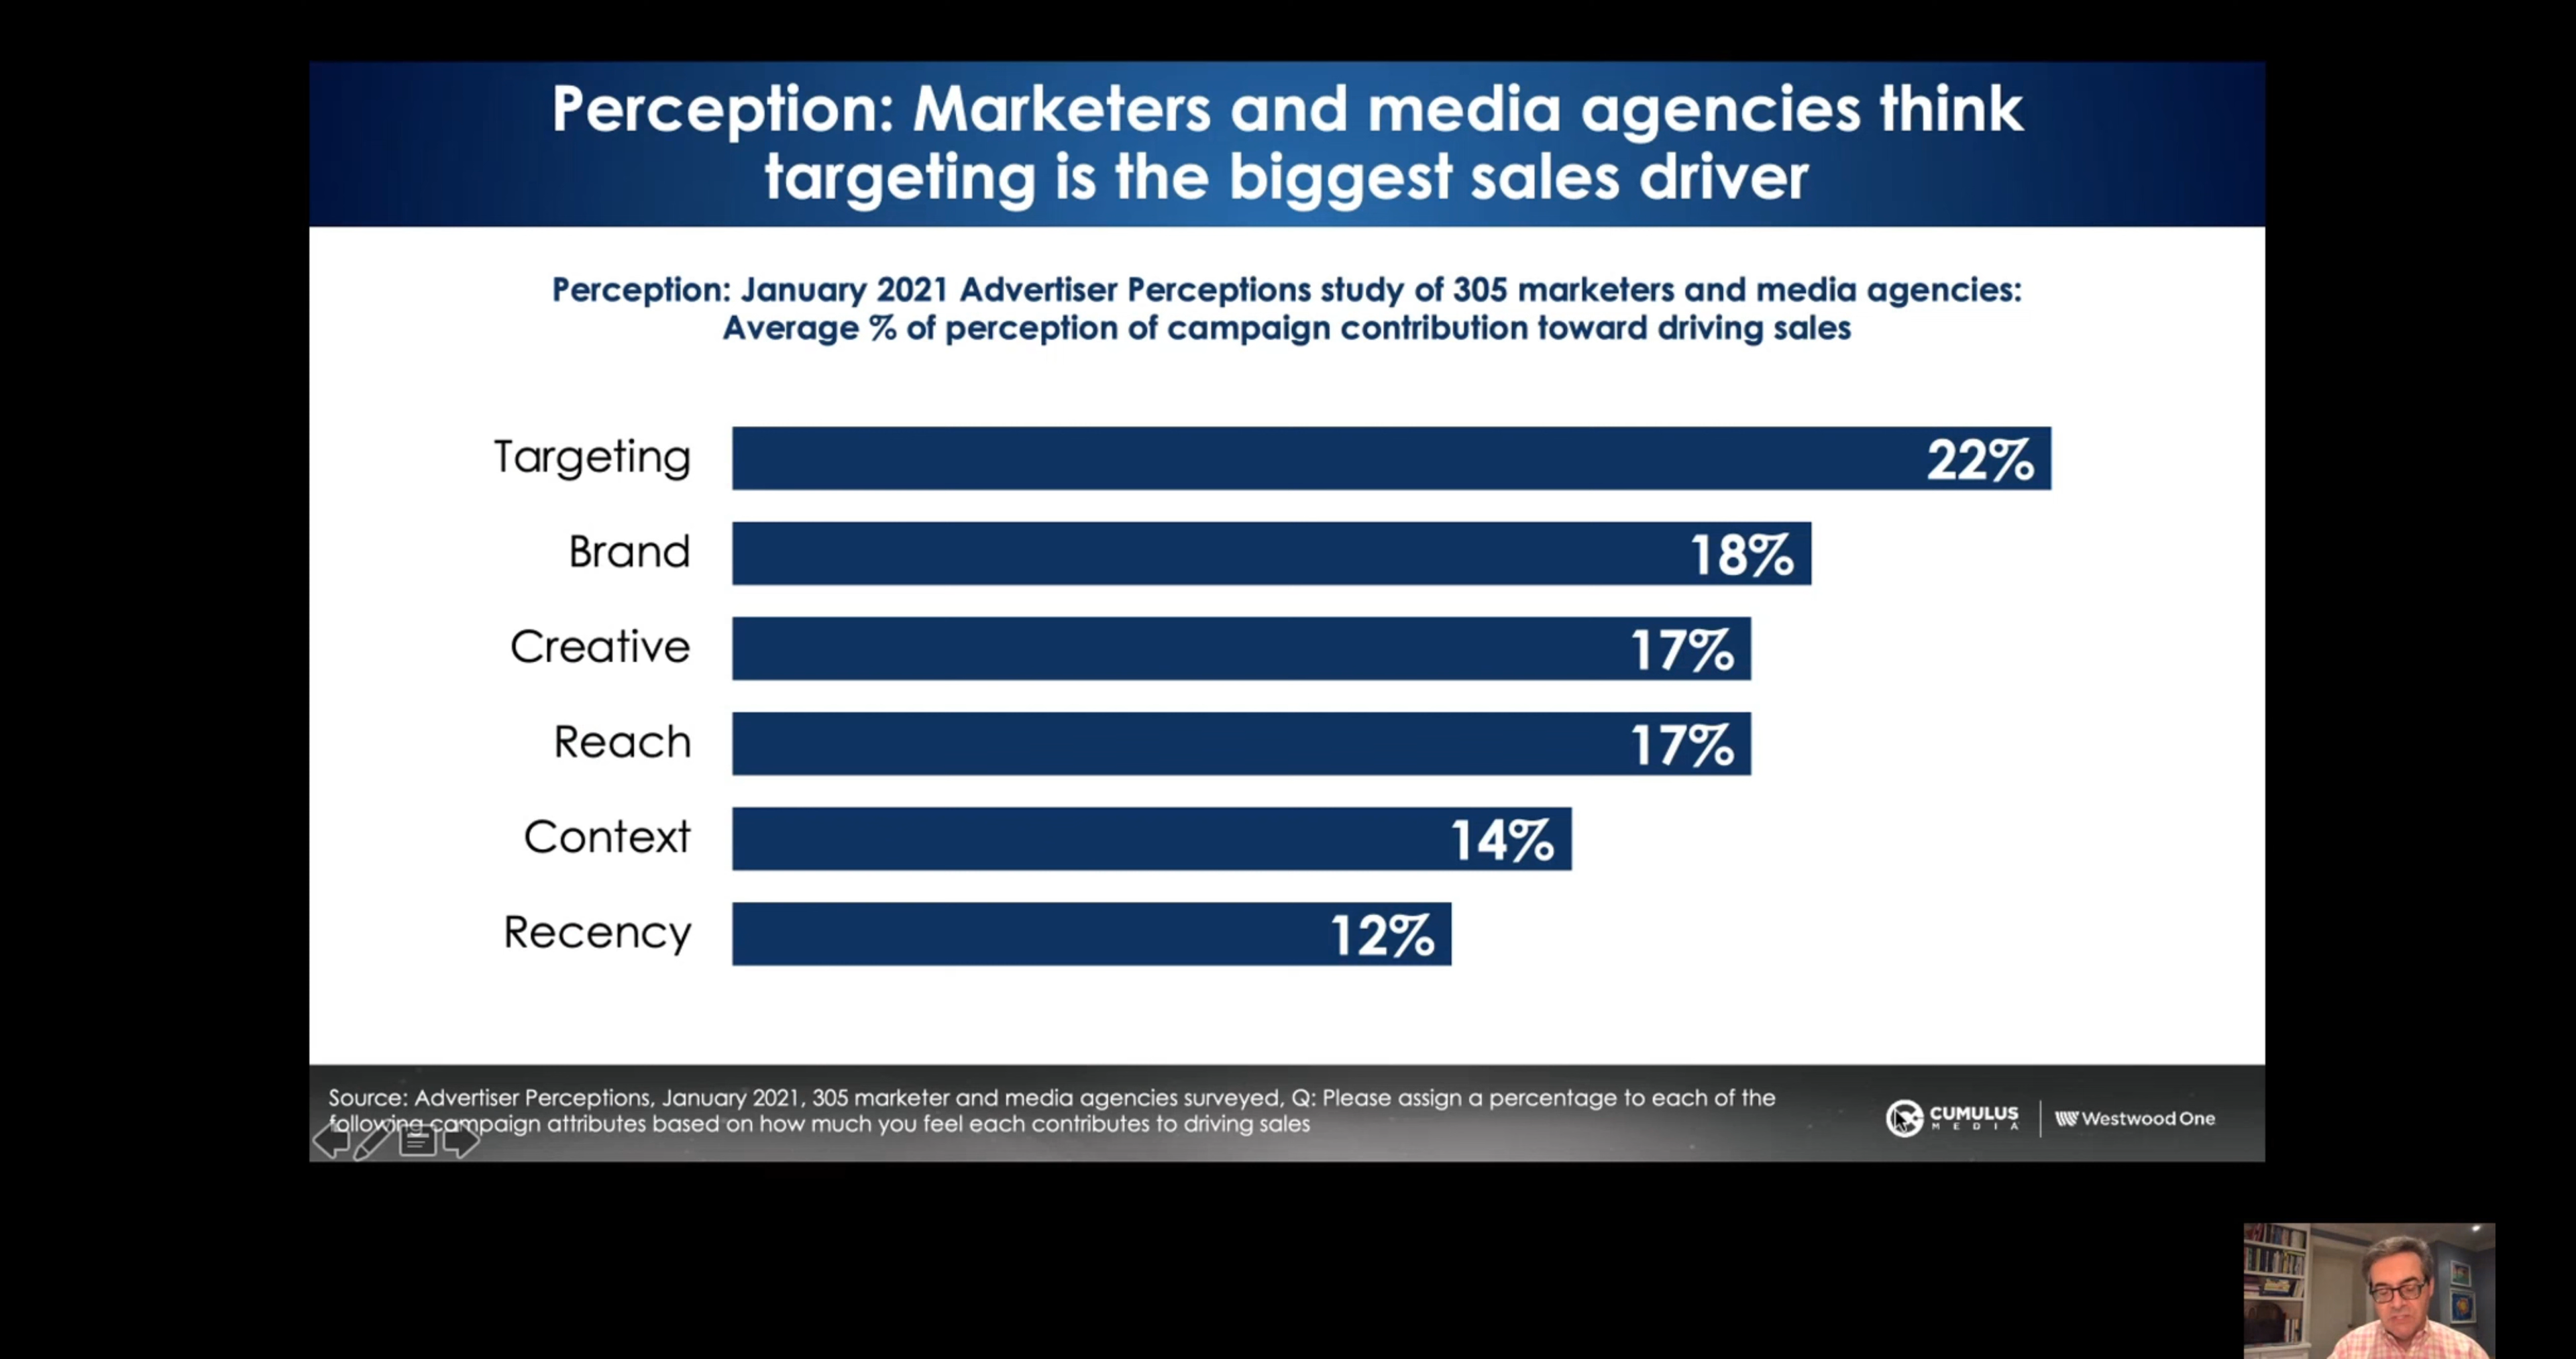 Perception: Marketers and media agencies think
targeting is the biggest sales driver
Perception: January 2021 Advertiser Perceptions study of 305 marketers and media agencies:
Average % of perception of campaign contribution toward driving sales
Targeting 22%
Brand 18%
Creative 17%
Reach 17%
Context 14%
Recency 12%
Source: Advertiser Perceptions, January 2021, 305 marketer and media agencies surveyed, Q: Please assign a percentage to each of the
following campaign attributes based on how much you feel each contributes to driving sales
CUMULUS
MEDIA
Westwood One